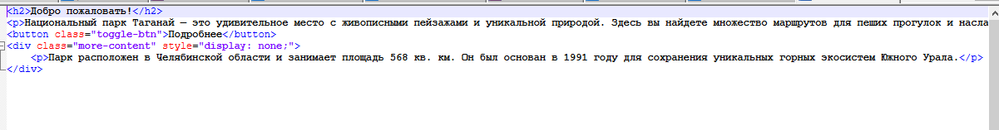 <h2>Добро пожаловать!</h2>
<p>Национальный парк Таганай — это удивительное место с живописными пейзажами и уникальной природой. Здесь вы найдете множество маршрутов для пеших прогулок и насла
<button class="toggle-btn">Подробнее</button>
<div class="more-content" style="display: none;">
<p>Парк расположен в Челябинской области и занимает площадь 568 кв. км. Он был основан в 1991 году для сохранения уникальных горных экосистем Южного Урала.</p>
</div>